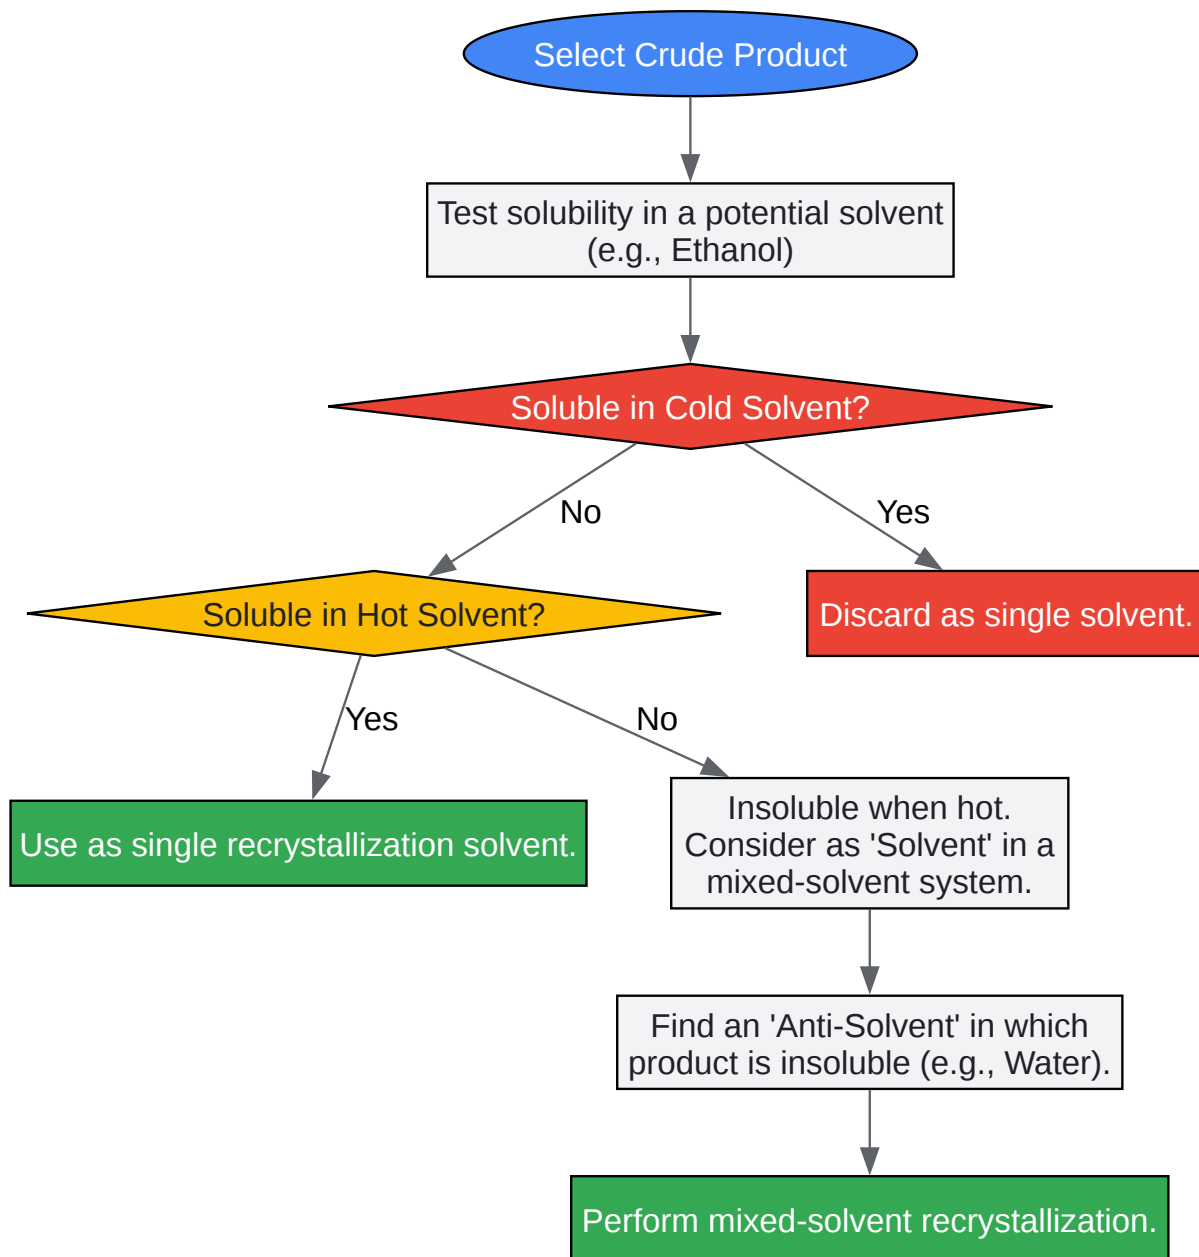 Select Crude Product
Test solubility in a potential solvent
(e.g., Ethanol)
Soluble in Cold Solvent?
No
Yes
Soluble in Hot Solvent?
Discard as single solvent.
Yes
No
Use as single recrystallization solvent.
Insoluble when hot.
Consider as 'Solvent' in a
mixed-solvent system.
Find an 'Anti-Solvent' in which
product is insoluble (e.g., Water).
Perform mixed-solvent recrystallization.